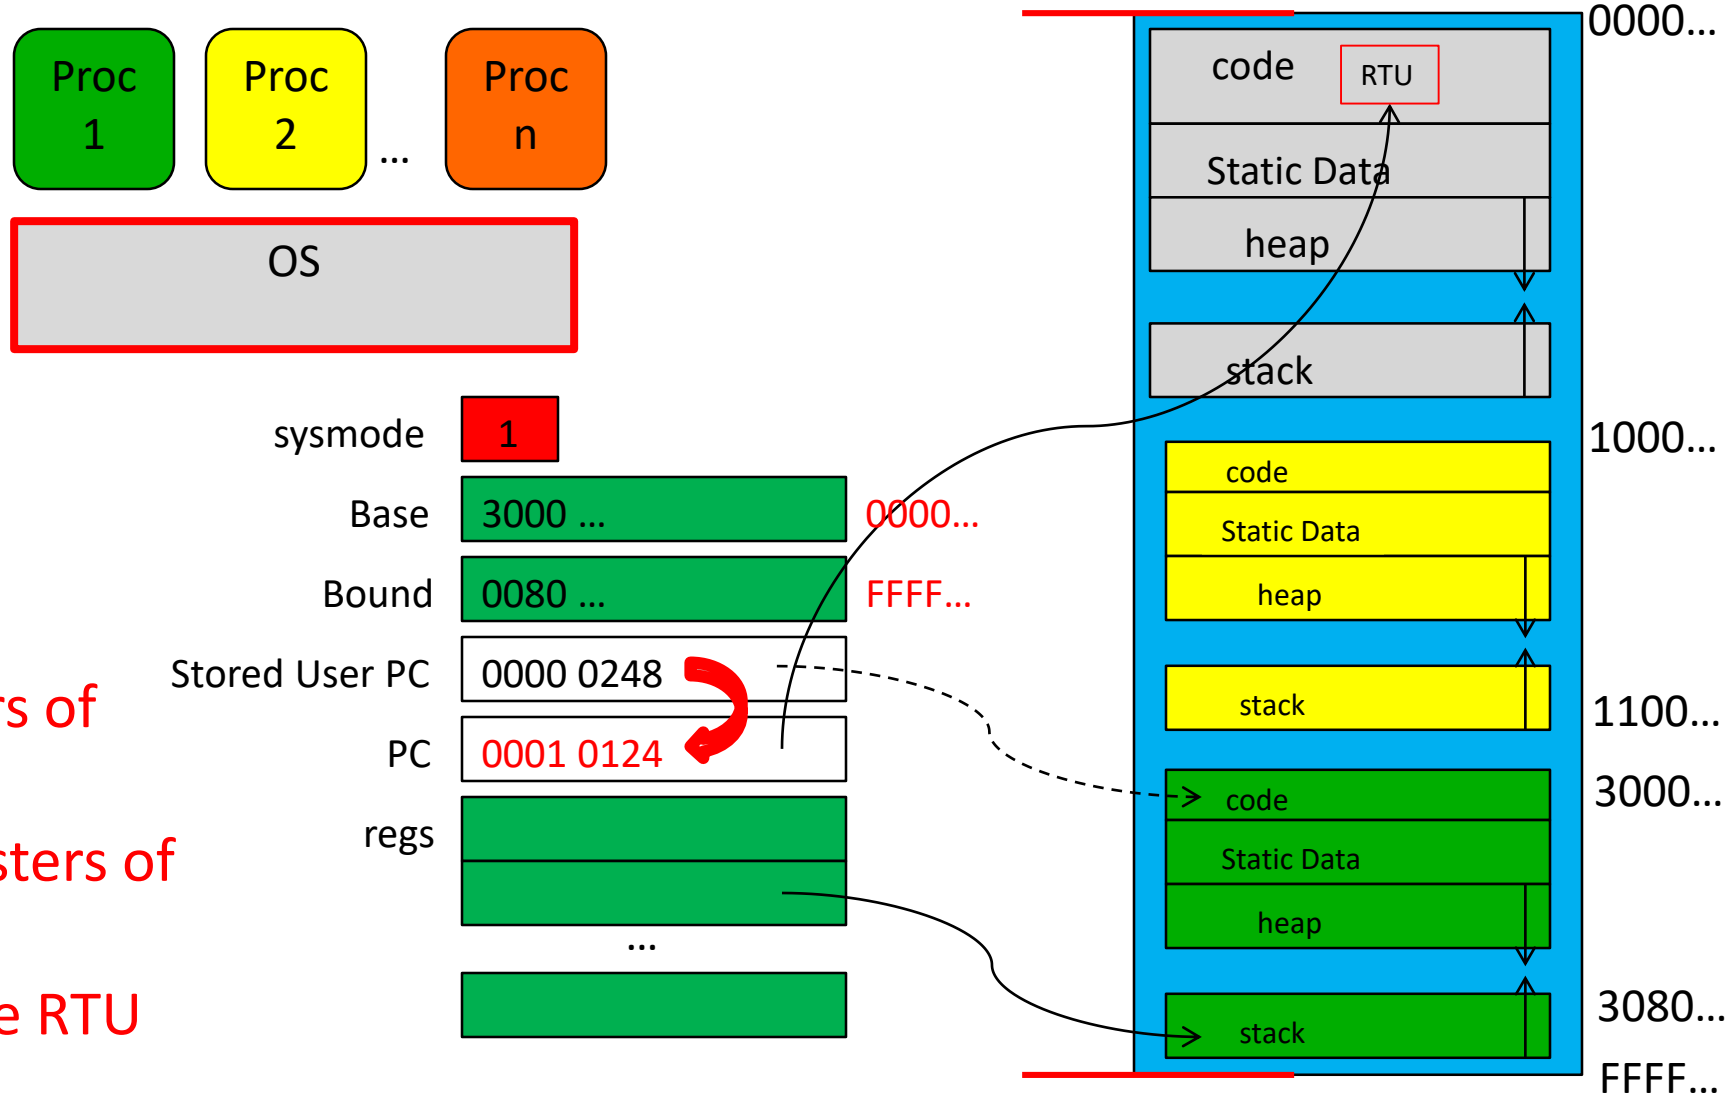 Proc
1
Proc
2
...
Proc
n
OS
sysmode 1
Base 3000 ... 0000...
Bound 0080 ... FFFF...
Stored User PC 0000 0248
PC 0001 0124
regs
...
rs of
sters of
e RTU
0000...
code RTU
Static Data
heap
stack
1000...
code
Static Data
heap
stack
1100...
3000...
code
Static Data
heap
3080...
stack
FFFF...